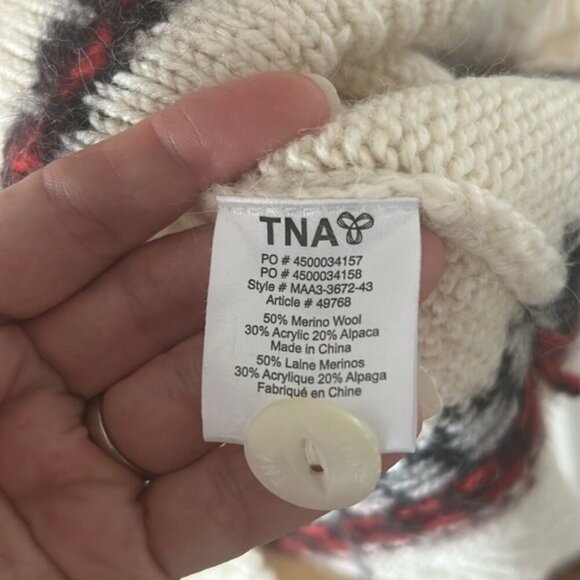 TNA
PO # 4500034157
PO # 4500034158
Style # MAA3-3672-43
Article # 49768
50% Merino Wool
30% Acrylic 20% Alpaca
Made in China
50% Laine Merinos
30% Acrylique 20% Alpaga
Fabriqué en Chine
TNA